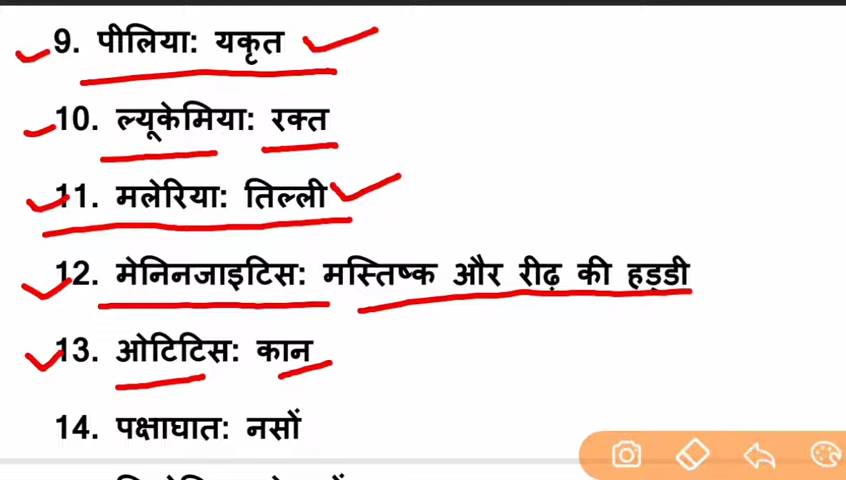 9. पीलिया: यकृत
10. ल्यूकेमिया: रक्त
11. मलेरिया: तिल्ली
12. मेनिनजाइटिस: मस्तिष्क और रीढ़ की हड्डी
13. ओटिटिस: कान
14. पक्षाघात: नसों